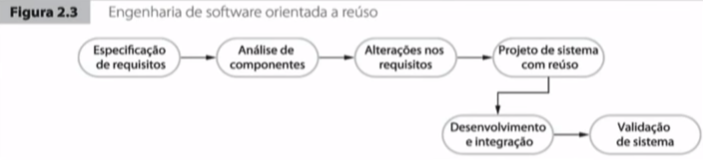 Figura 2.3 Engenharia de software orientada a reúso
Especificação
de requisitos
Análise de
componentes
Alterações nos
requisitos
Projeto de sistema
com reúso
Desenvolvimento
e integração
Validação
de sistema